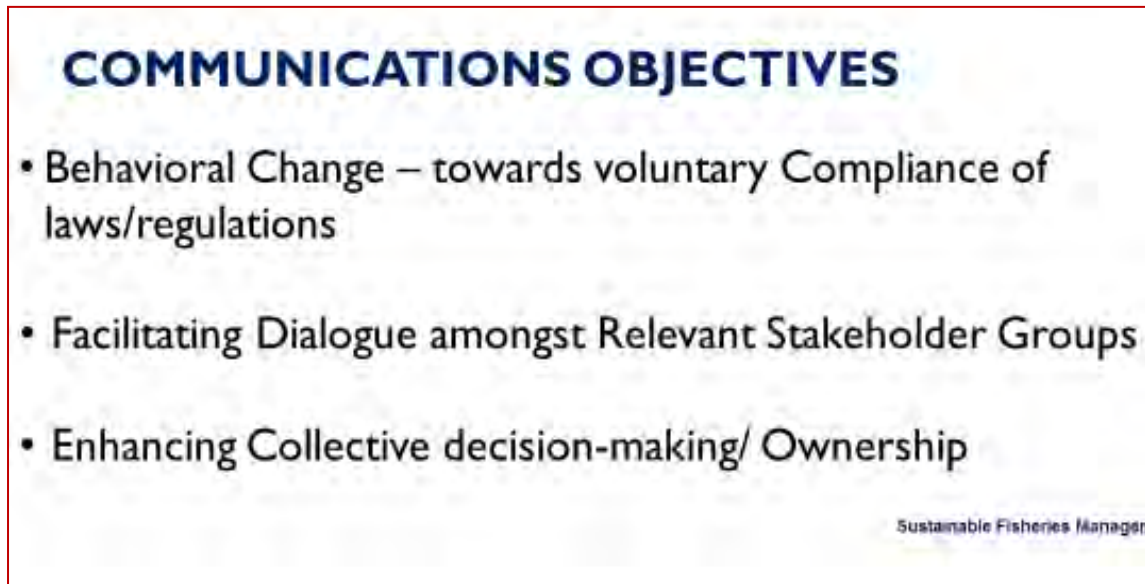 COMMUNICATIONS OBJECTIVES
• Behavioral Change – towards voluntary Compliance of
laws/regulations
• Facilitating Dialogue amongst Relevant Stakeholder Groups
• Enhancing Collective decision-making/ Ownership
Sustainable Fisheries Manager